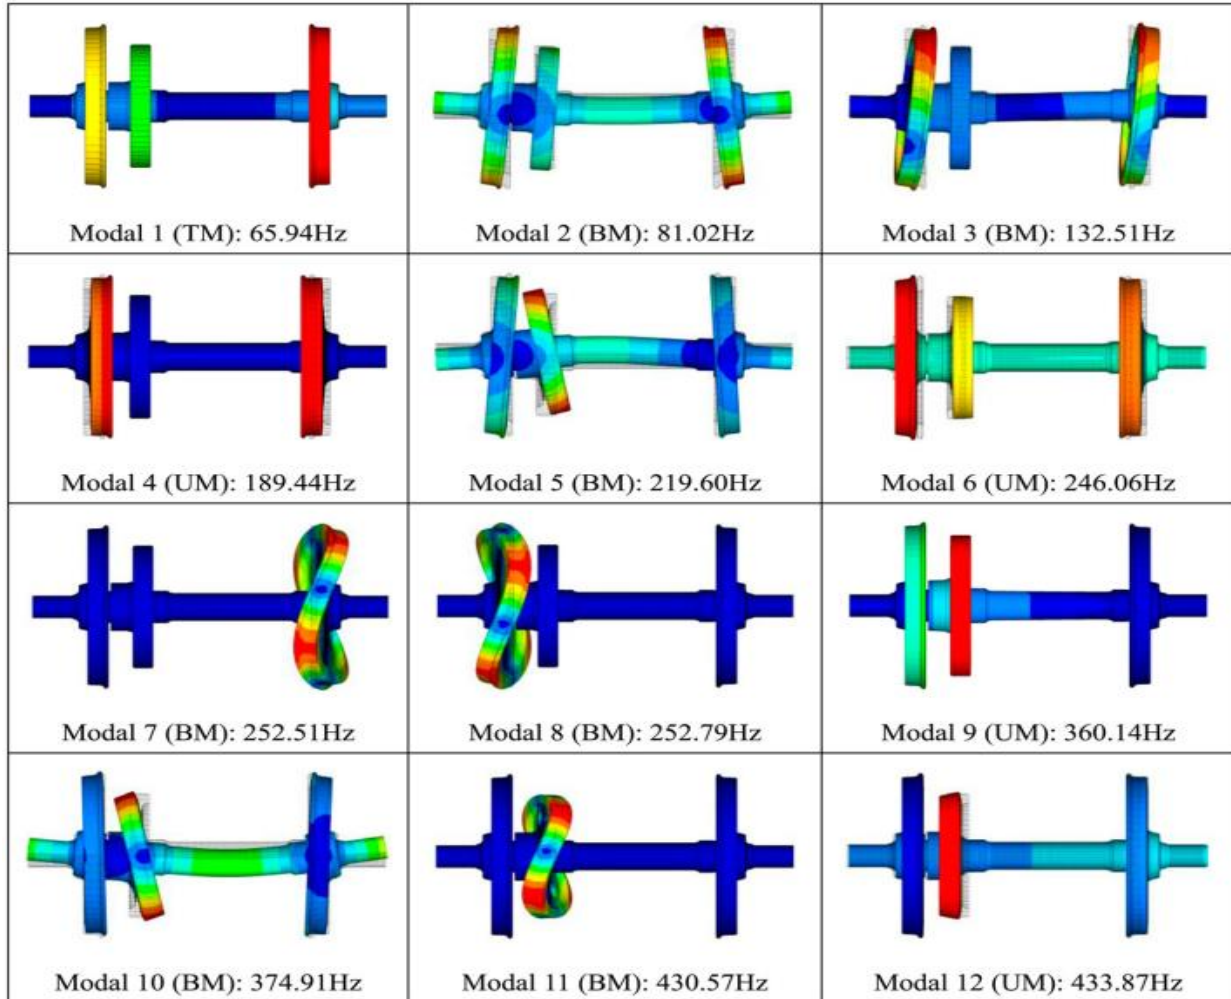 Modal 1 (TM): 65.94Hz
Modal 2 (BM): 81.02Hz
Modal 3 (BM): 132.51Hz
Modal 4 (UM): 189.44Hz
Modal 5 (BM): 219.60Hz
Modal 6 (UM): 246.06Hz
Modal 7 (BM): 252.51Hz
Modal 8 (BM): 252.79Hz
Modal 9 (UM): 360.14Hz
Modal 10 (BM): 374.91Hz
Modal 11 (BM): 430.57Hz
Modal 12 (UM): 433.87Hz